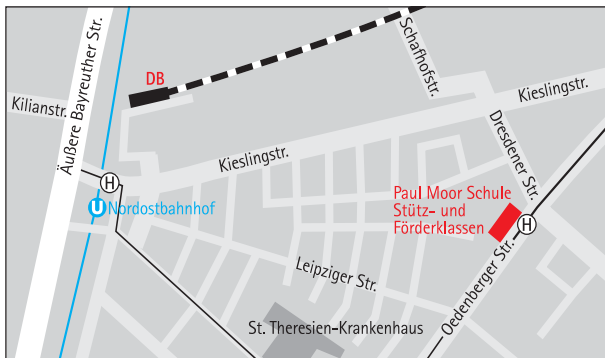 Schafhofstr.
DB
Kilianstr.
Äußere Bayreuther Str.
Kieslingstr.
Dresdener Str.
Kieslingstr.
H
U Nordostbahnhof
Paul Moor Schule
Stütz- und
Förderklassen
H
Leipziger Str.
Oedenberger Str.
St. Theresien-Krankenhaus